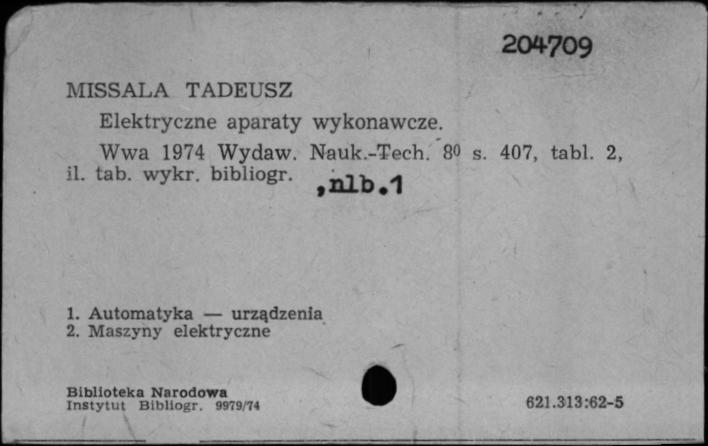 204709
MISSALA TADEUSZ
Elektryczne aparaty wykonawcze.
Wwa 1974 Wydaw. Nauk.-Tech. 8⁰ s. 407, tabl. 2,
il. tab. wykr. bibliogr. ,nlb.1
1. Automatyka — urządzenia
2. Maszyny elektryczne
Biblioteka Narodowa
Instytut Bibliogr. 9979/74
621.313:62-5